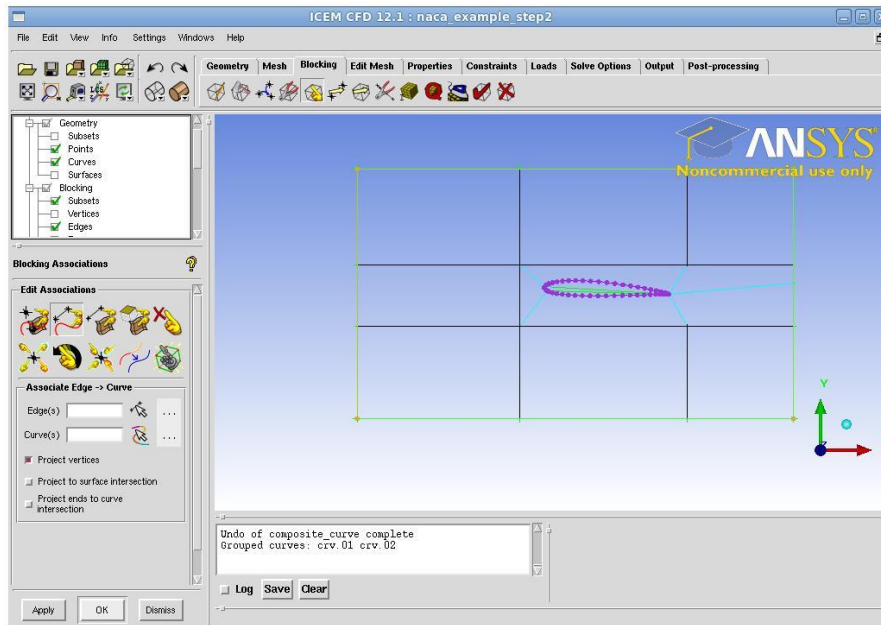 ICEM CFD 12.1 : naca_example_step2
File Edit View Info Settings Windows Help
Geometry Mesh Blocking Edit Mesh Properties Constraints Loads Solve Options Output Post-processing
LCS
Geometry
Subsets
Points
Curves
Surfaces
Blocking
Subsets
Vertices
Edges
ANSYS
Noncommercial use only
Blocking Associations
Edit Associations
Associate Edge -> Curve
Edge(s)
...
Curve(s)
...
Project vertices
Project to surface intersection
Project ends to curve
intersection
Y
Undo of composite_curve complete
Grouped curves: crv.01 crv.02
Log Save Clear
Apply OK Dismiss